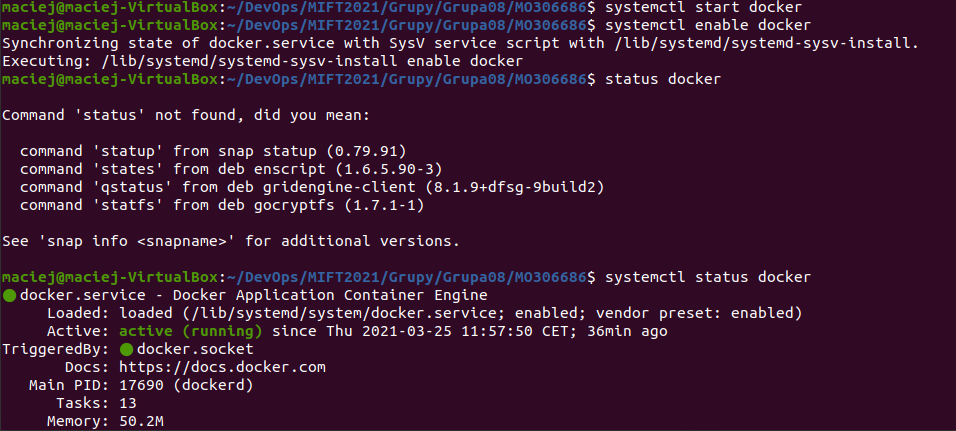 maciej@maciej-VirtualBox:~/DevOps/MIFT2021/Grupy/Grupa08/MO306686$ systemctl start docker
maciej@maciej-VirtualBox:~/DevOps/MIFT2021/Grupy/Grupa08/MO306686$ systemctl enable docker
Synchronizing state of docker.service with SysV service script with /lib/systemd/systemd-sysv-install.
Executing: /lib/systemd/systemd-sysv-install enable docker
maciej@maciej-VirtualBox:~/DevOps/MIFT2021/Grupy/Grupa08/MO306686$ status docker

Command 'status' not found, did you mean:

  command 'statup' from snap statup (0.79.91)
  command 'states' from deb enscript (1.6.5.90-3)
  command 'qstatus' from deb gridengine-client (8.1.9+dfsg-9build2)
  command 'statfs' from deb gocryptfs (1.7.1-1)

See 'snap info <snapname>' for additional versions.

maciej@maciej-VirtualBox:~/DevOps/MIFT2021/Grupy/Grupa08/MO306686$ systemctl status docker
● docker.service - Docker Application Container Engine
     Loaded: loaded (/lib/systemd/system/docker.service; enabled; vendor preset: enabled)
     Active: active (running) since Thu 2021-03-25 11:57:50 CET; 36min ago
TriggeredBy: ● docker.socket
       Docs: https://docs.docker.com
   Main PID: 17690 (dockerd)
      Tasks: 13
     Memory: 50.2M